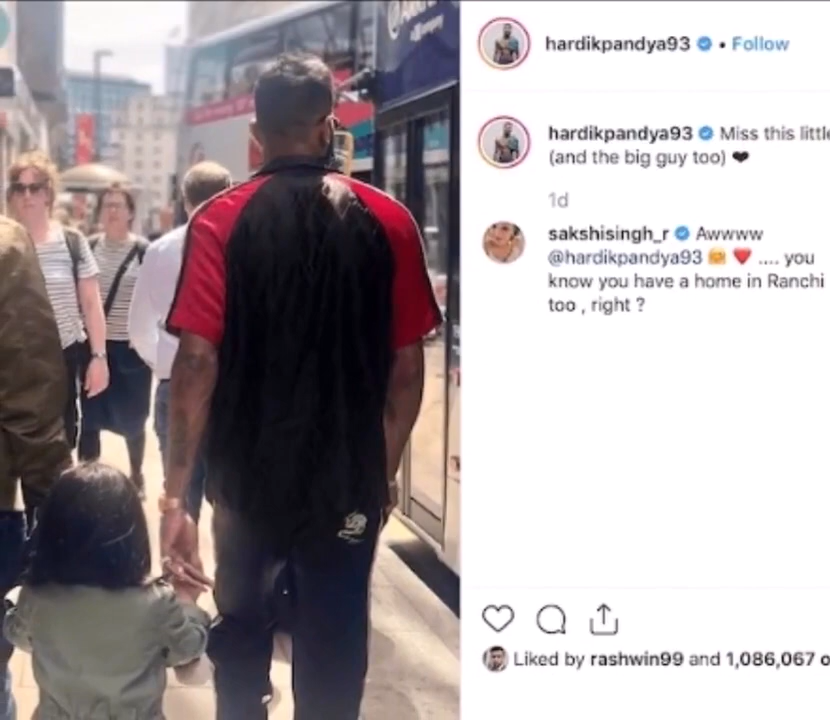 hardikpandya93 • Follow
hardikpandya93 Miss this little
(and the big guy too) ❤
1d
sakshisingh_r Awwww
@hardikpandya93 🤗 ❤️ .... you
know you have a home in Ranchi
too , right ?
Liked by rashwin99 and 1,086,067 o